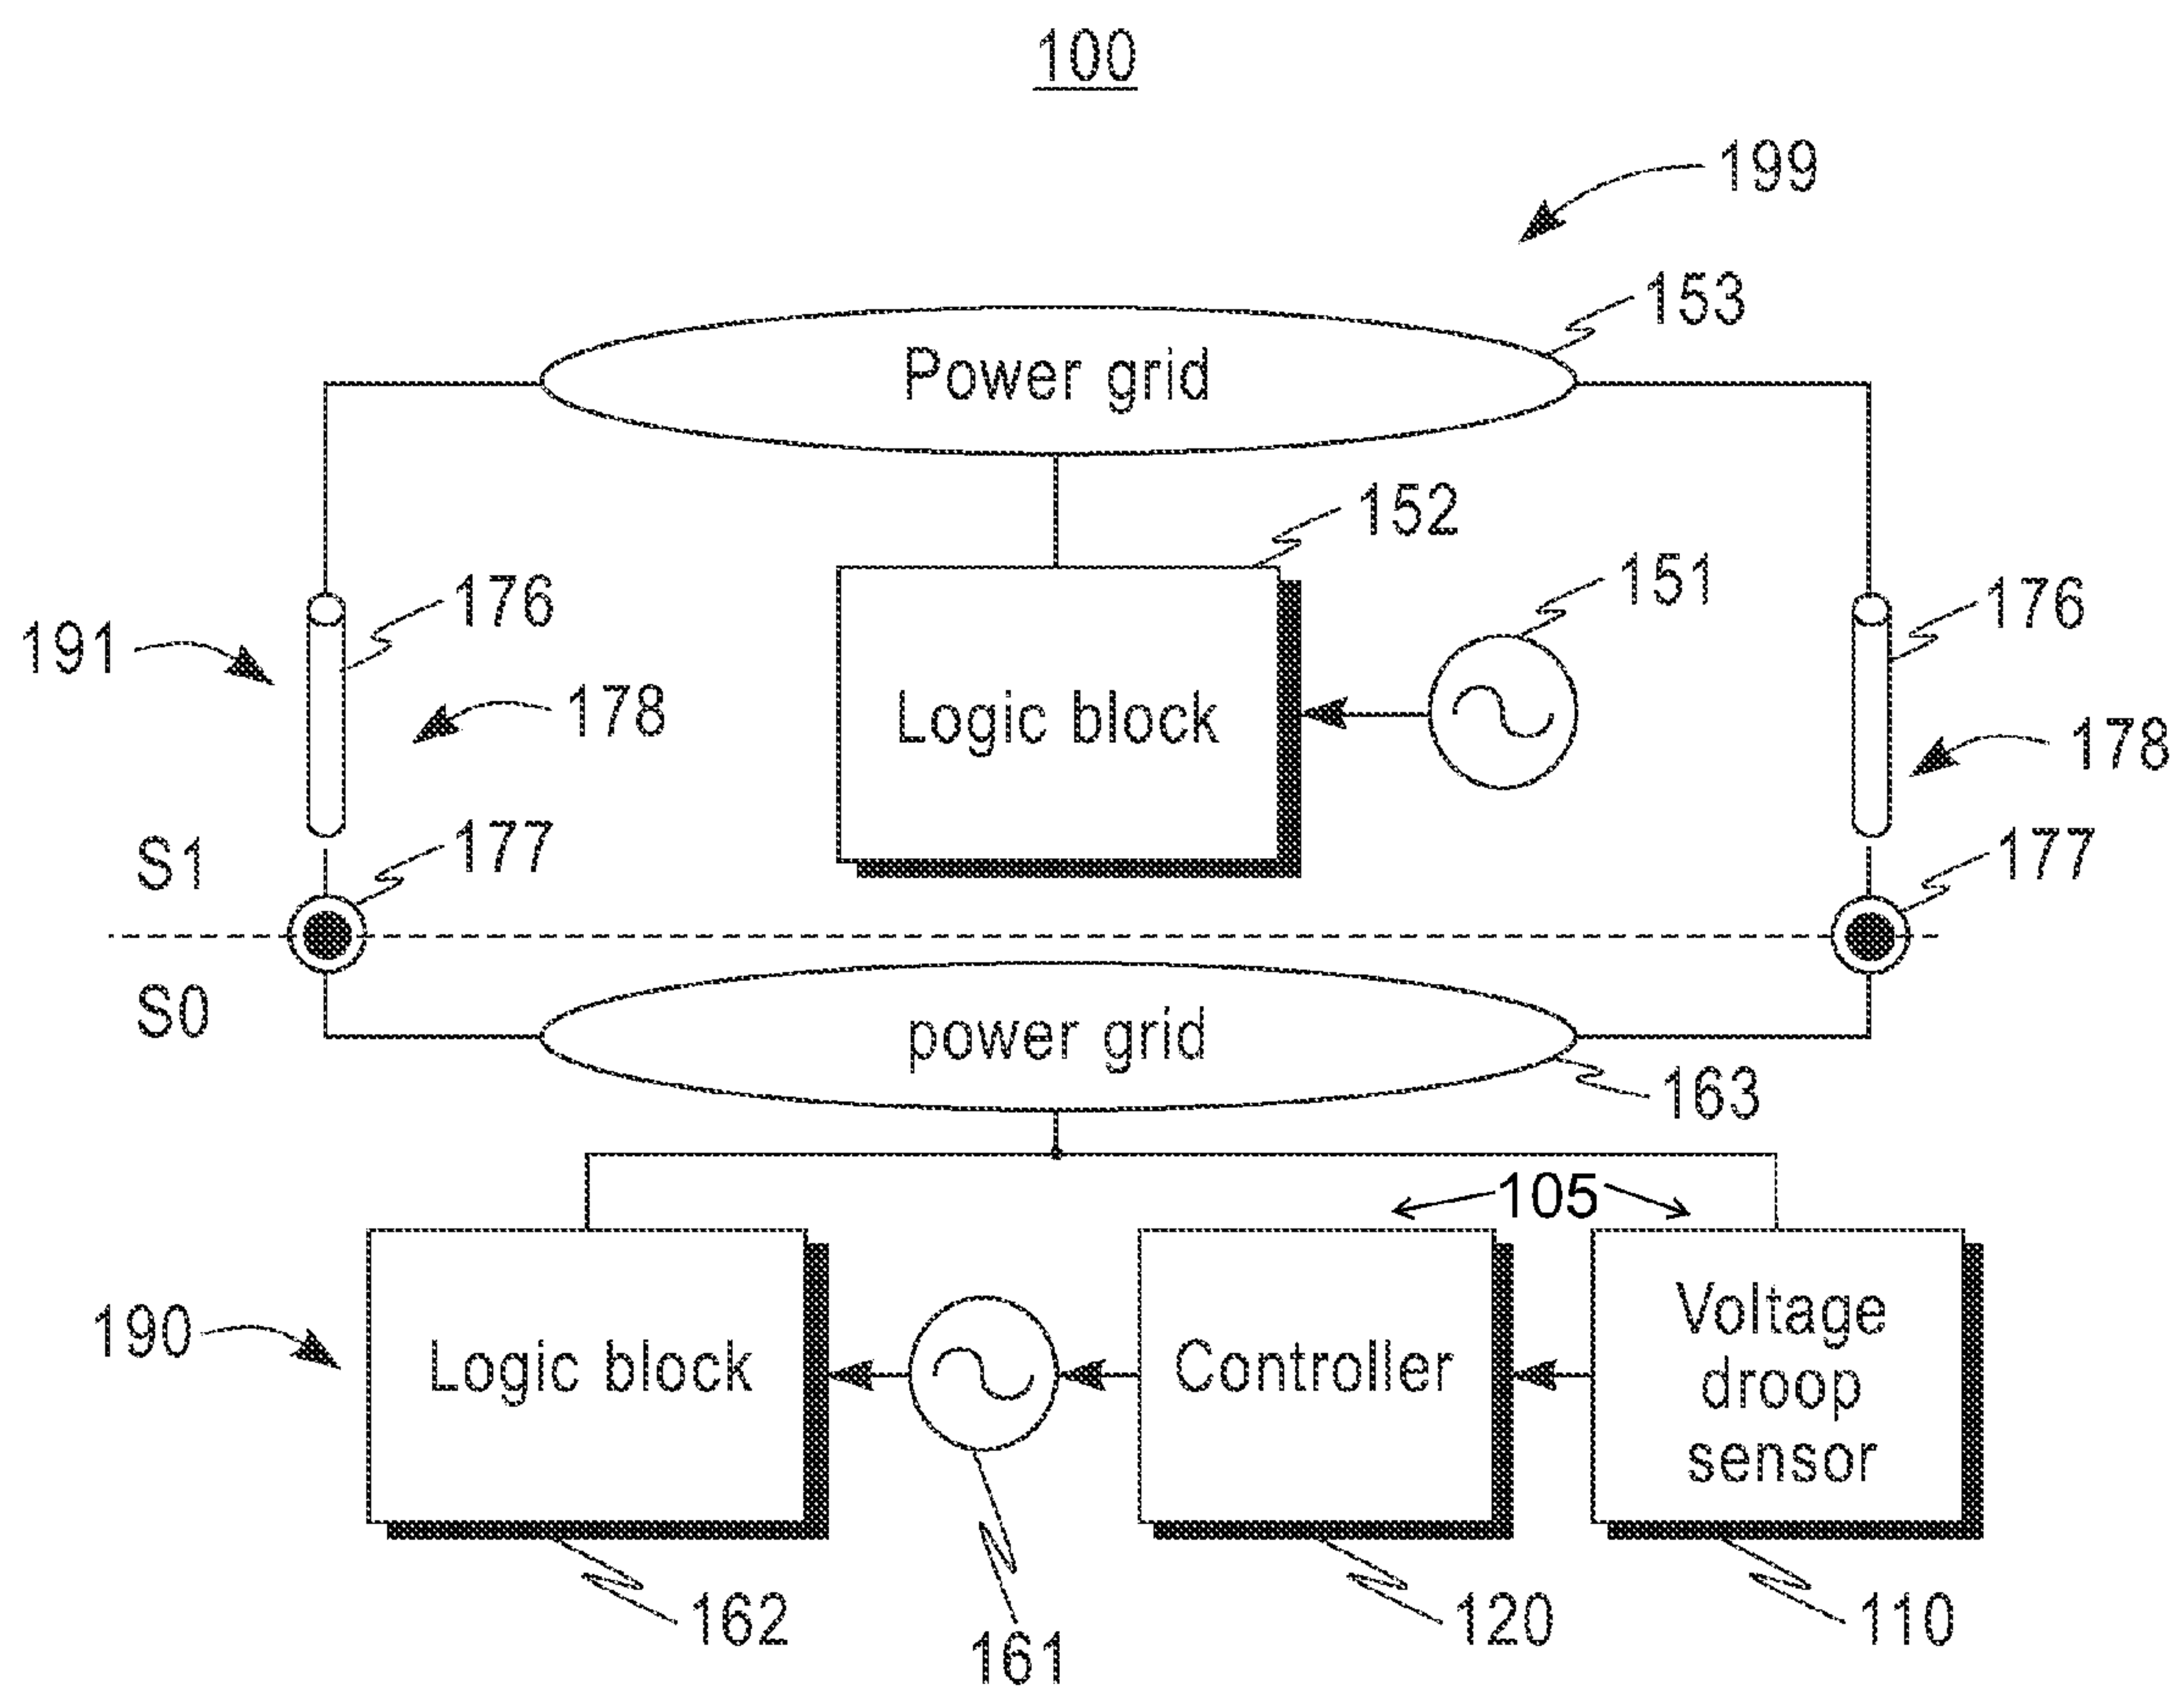 100
199
153
Power grid
152
151
176
176
191
178
178
Logic block
177
177
S1
S0
power grid
163
105
190
Logic block
Controller
Voltage
droop
sensor
162
161
120
110